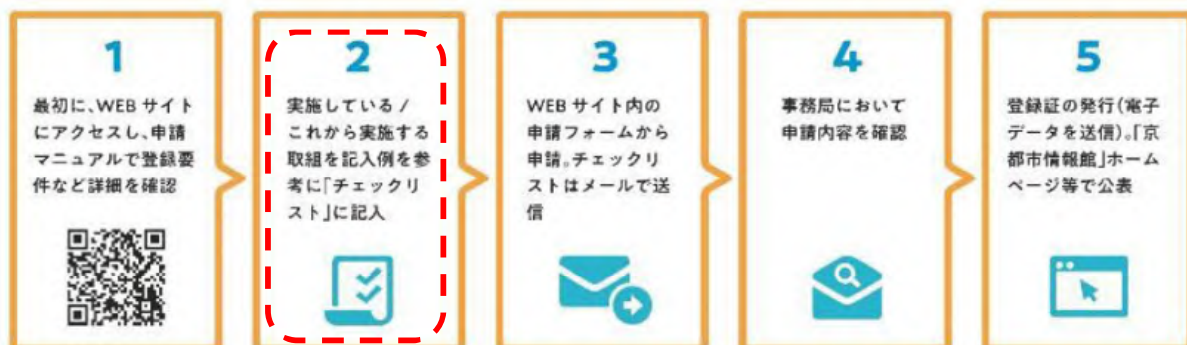 1
最初に、WEB サイト
にアクセスし、申請
マニュアルで登録要
件など詳細を確認
2
実施している /
これから実施する
取組を記入例を参
考に「チェックリ
スト」に記入
3
WEB サイト内の
申請フォームから
申請。チェックリ
ストはメールで送
信
4
事務局において
申請内容を確認
5
登録証の発行(電子
データを送信)。「京
都市情報館」ホーム
ページ等で公表